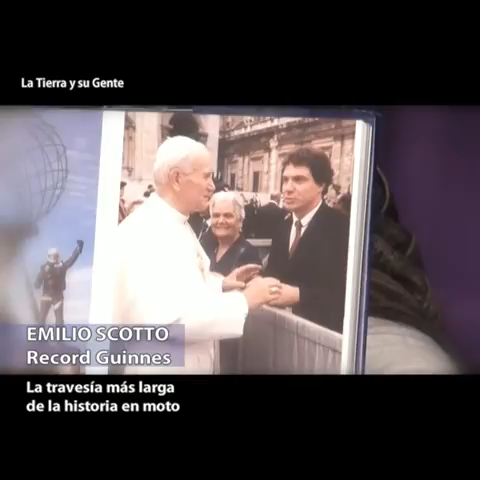 La Tierra y su Gente
EMILIO SCOTTO
Record Guinnes
La travesía más larga
de la historia en moto